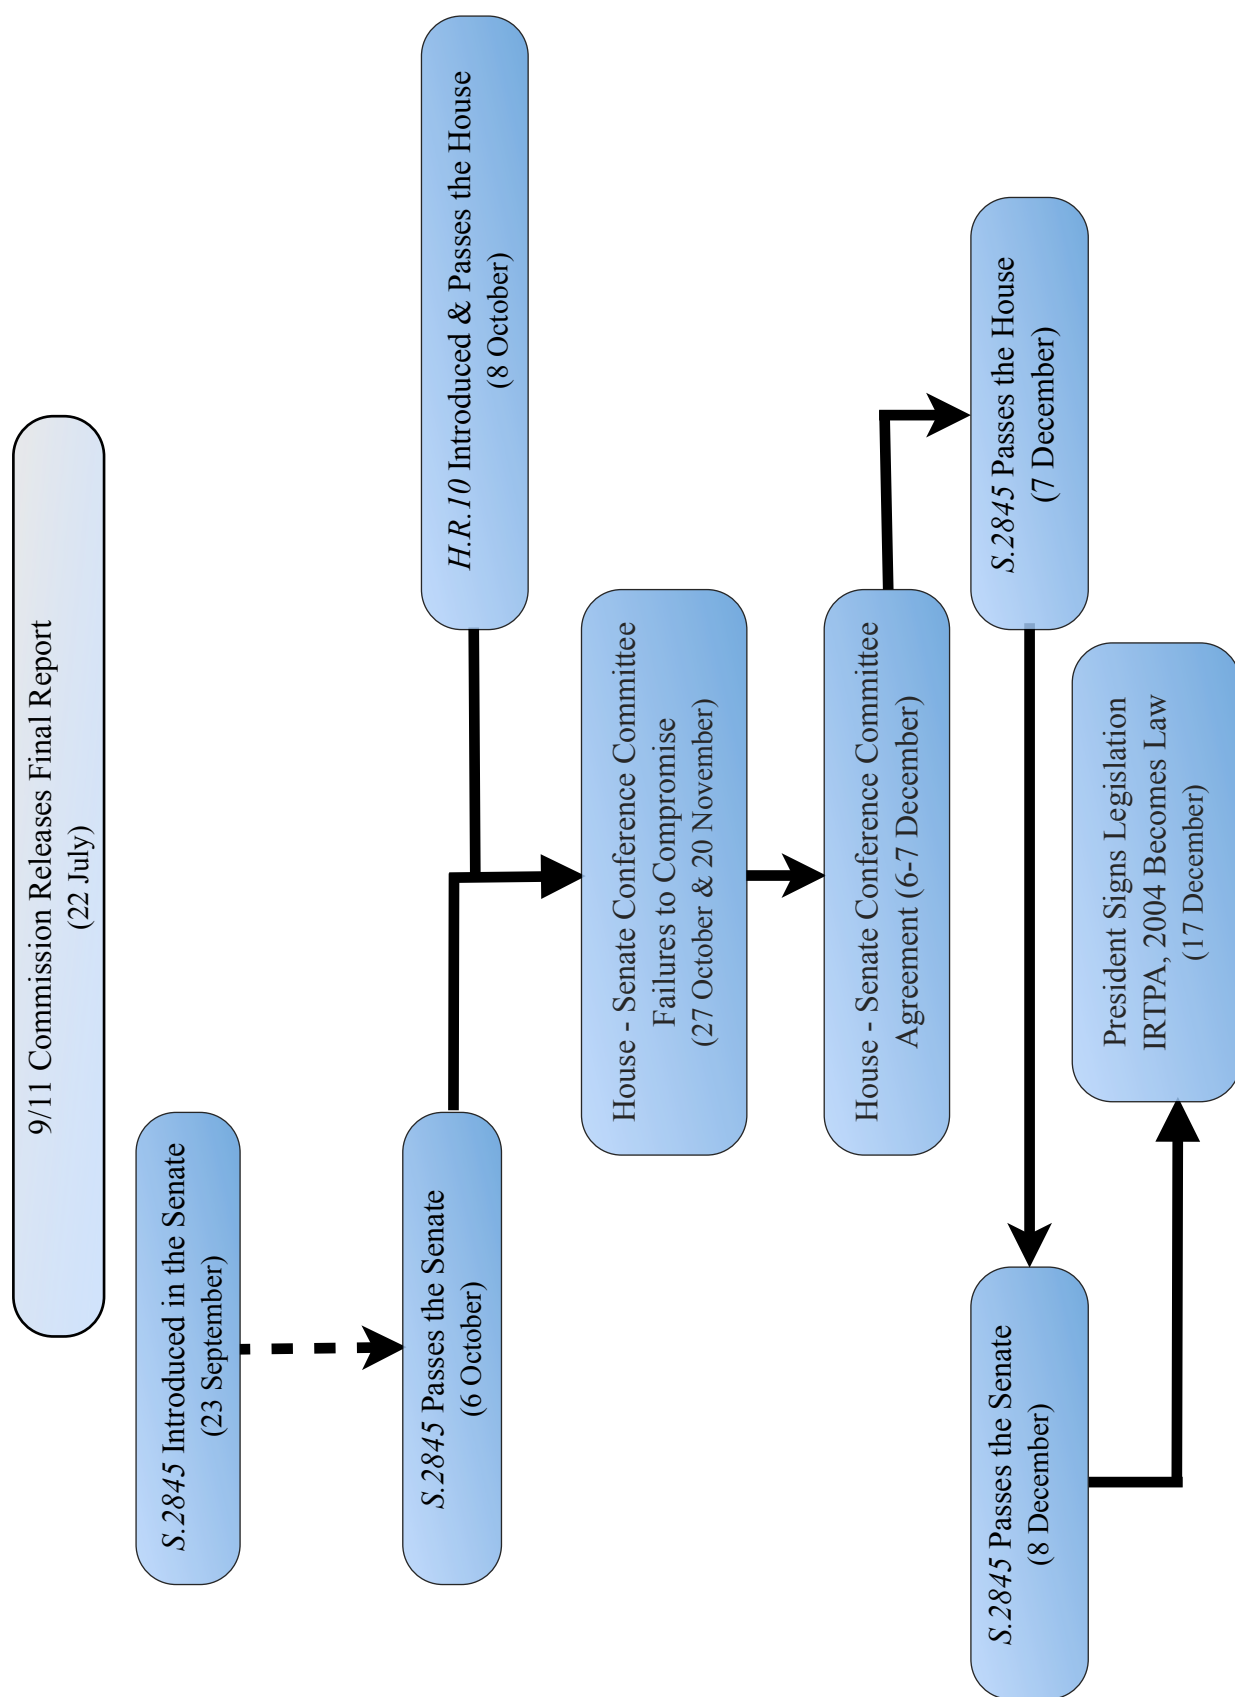 9/11 Commission Releases Final Report
(22 July)
S.2845 Introduced in the Senate
(23 September)
S.2845 Passes the Senate
(6 October)
H.R.10 Introduced & Passes the House
(8 October)
House - Senate Conference Committee
Failures to Compromise
(27 October & 20 November)
House - Senate Conference Committee
Agreement (6-7 December)
S.2845 Passes the House
(7 December)
S.2845 Passes the Senate
(8 December)
President Signs Legislation
IRTPA, 2004 Becomes Law
(17 December)